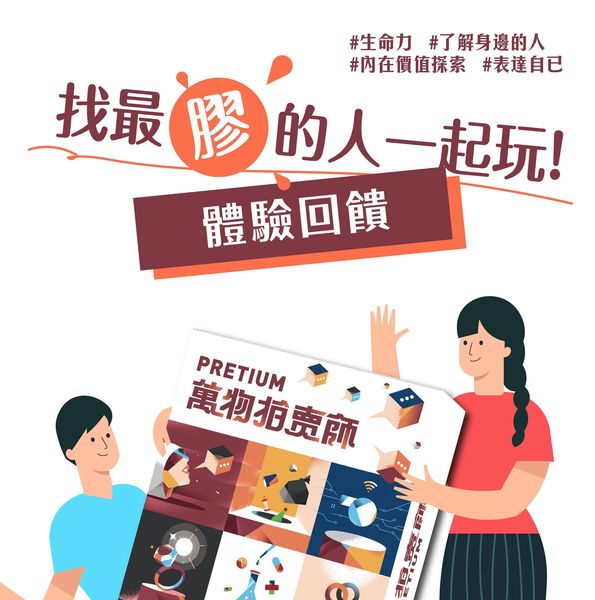 #生命力 #了解身邊的人
#內在價值探索 #表達自已
找最膠的人一起玩!
體驗回饋
PRETIUM
萬物拍賣師